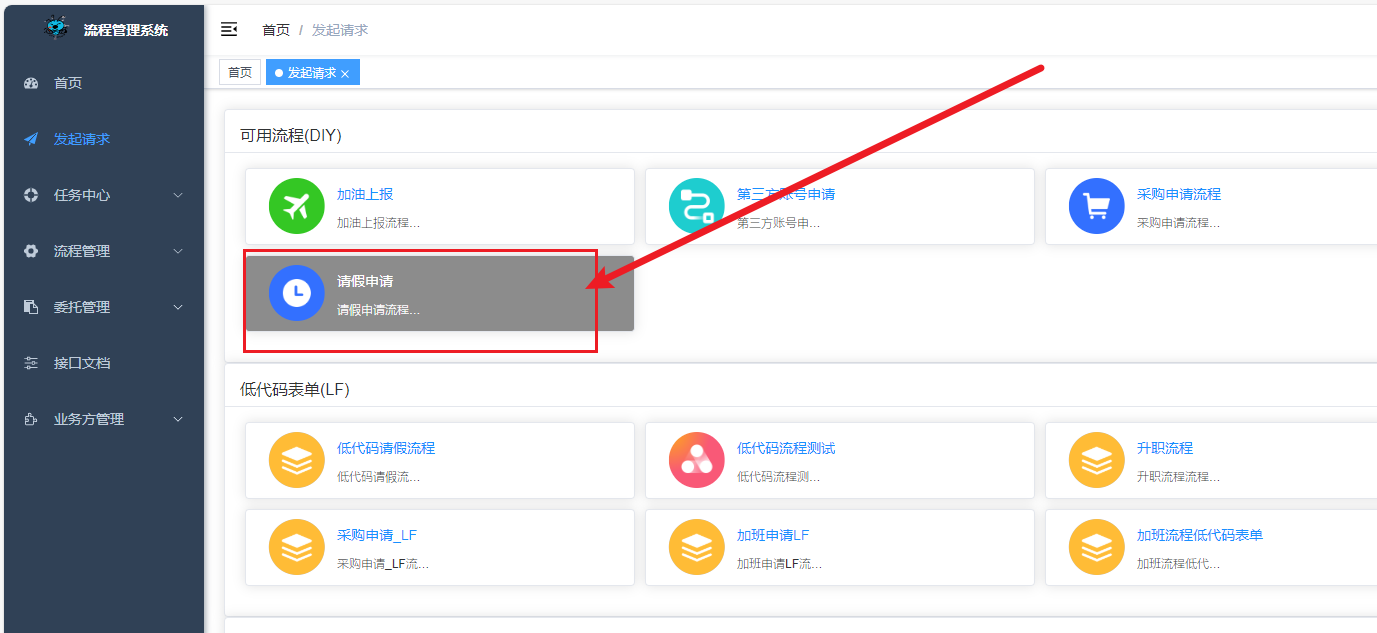 流程管理系统
首页 / 发起请求
首页
发起请求
首页
发起请求
任务中心
流程管理
委托管理
接口文档
业务方管理
可用流程(DIY)
加油上报
加油上报流程...
第三方账号申请
第三方账号申...
采购申请流程
采购申请流程...
请假申请
请假申请流程...
低代码表单(LF)
低代码请假流程
低代码请假流...
低代码流程测试
低代码流程测...
升职流程
升职流程流程...
采购申请_LF
采购申请_LF流...
加班申请LF
加班申请LF流...
加班流程低代码表单
加班流程低代...